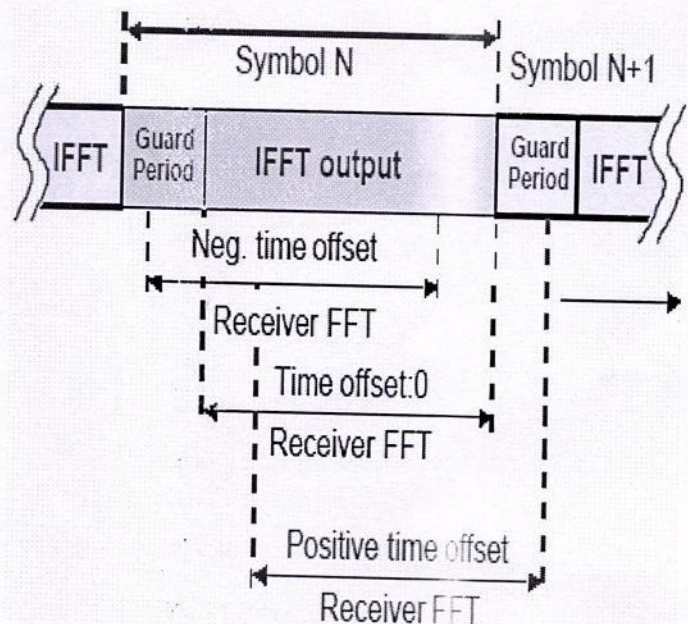 Symbol N
Symbol N+1
IFFT
Guard
Period
IFFT output
Guard
Period
IFFT
Neg. time offset
Receiver FFT
Time offset:0
Receiver FFT
Positive time offset
Receiver FFT